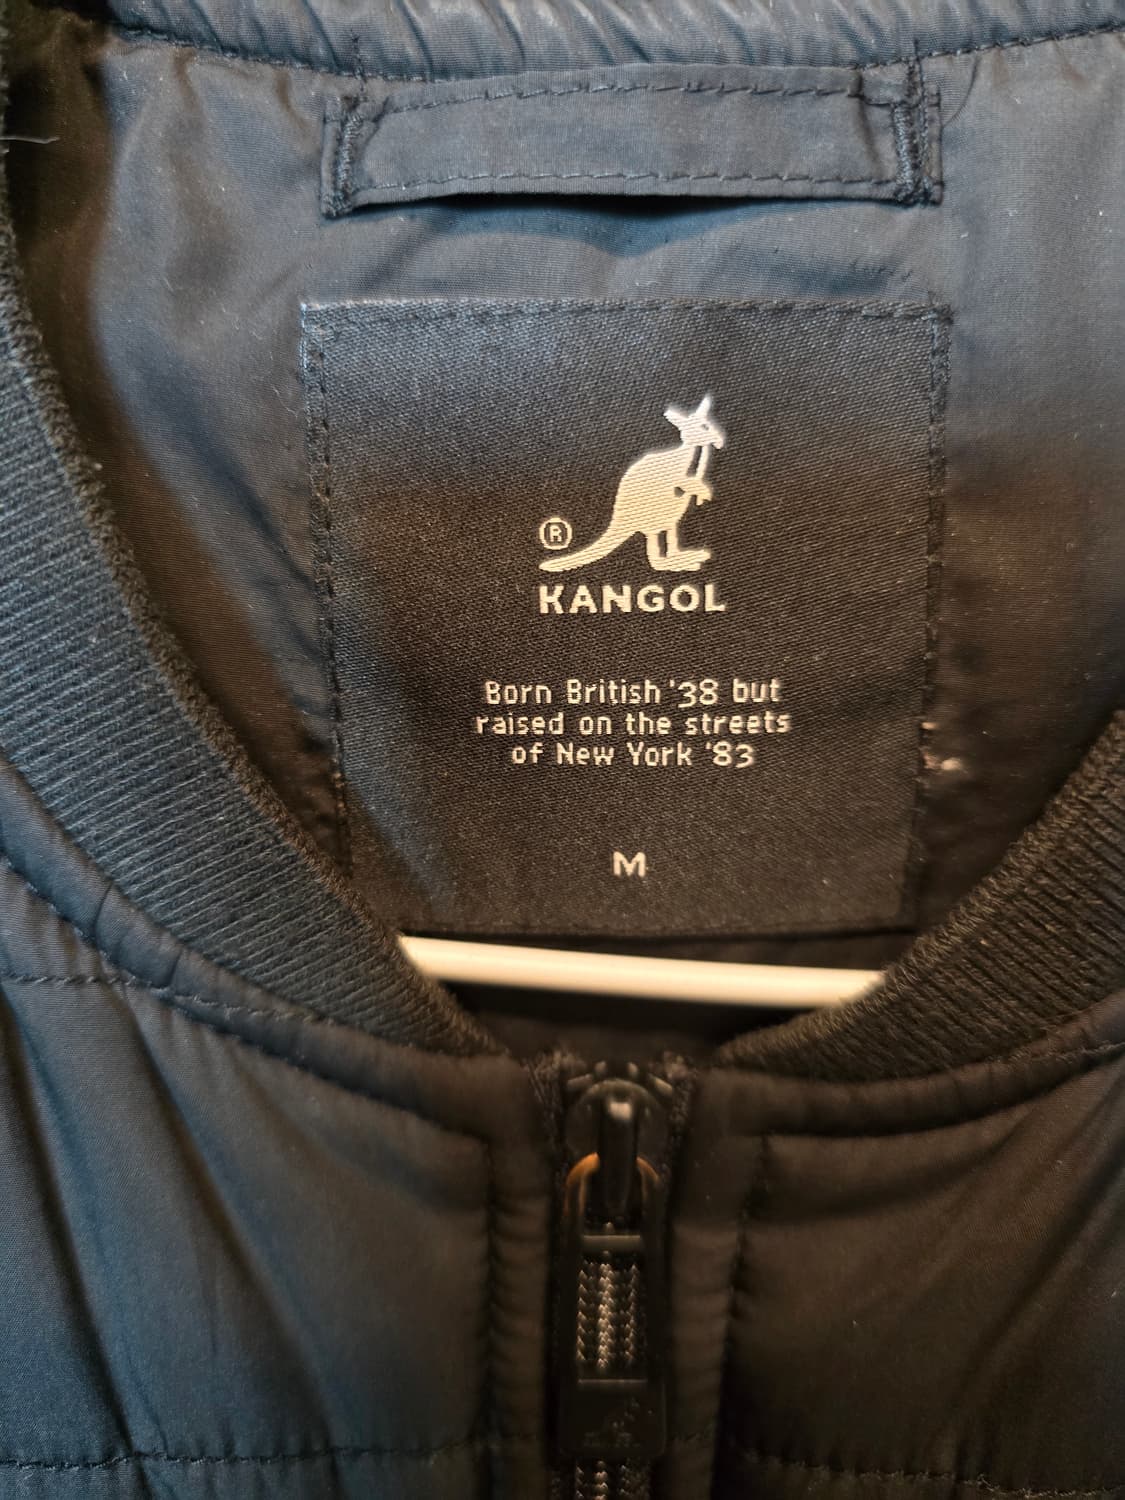 ®
KANGOL
Born British '38 but
raised on the streets
of New York '83
M